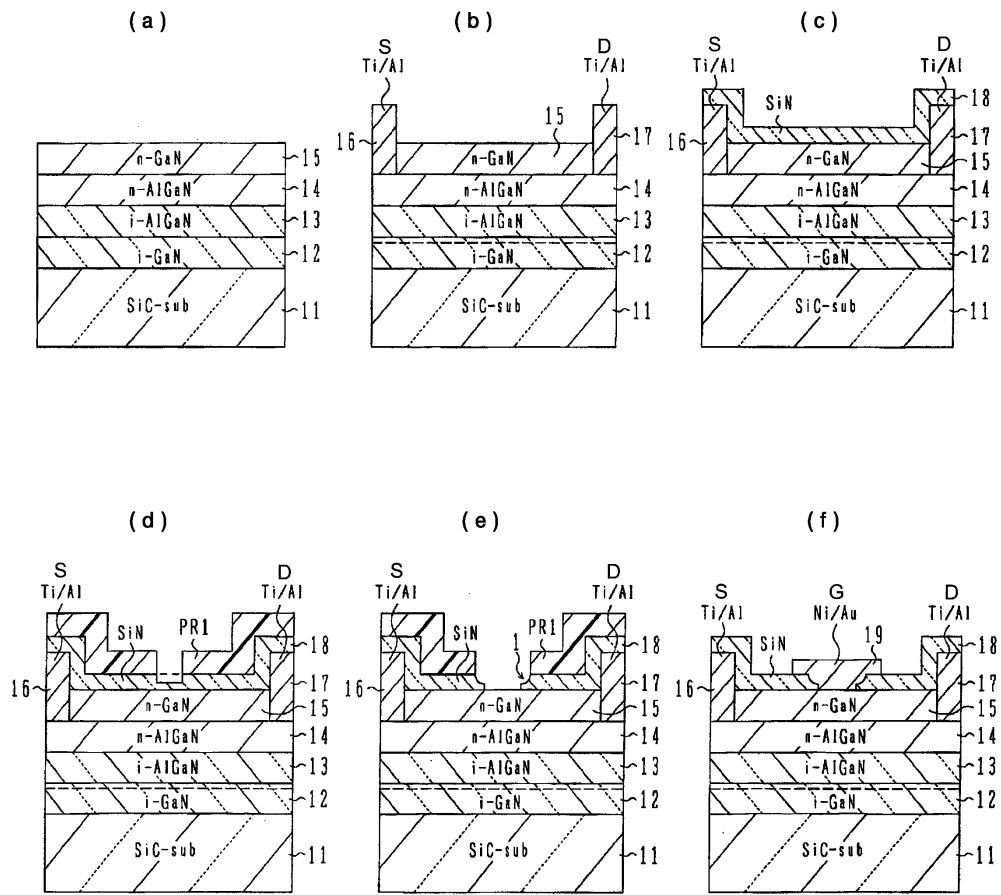 (a)
n-GaN 15
n-AlGaN 14
i-AlGaN 13
i-GaN 12
SiC-sub 11
(b)
S D
Ti/Al Ti/Al
15
16 17
n-GaN
n-AlGaN 14
i-AlGaN 13
i-GaN 12
SiC-sub 11
(c)
S D
Ti/Al Ti/Al
SiN 18
16 17
n-GaN 15
n-AlGaN 14
i-AlGaN 13
i-GaN 12
SiC-sub 11
(d)
S D
Ti/Al Ti/Al
SiN PR1 18
16 17
n-GaN 15
n-AlGaN 14
i-AlGaN 13
i-GaN 12
SiC-sub 11
(e)
S D
Ti/Al Ti/Al
SiN 1 PR1 18
16 17
n-GaN 15
n-AlGaN 14
i-AlGaN 13
i-GaN 12
SiC-sub 11
(f)
S G D
Ti/Al Ni/Au Ti/Al
SiN 19 18
16 17
n-GaN 15
n-AlGaN 14
i-AlGaN 13
i-GaN 12
SiC-sub 11